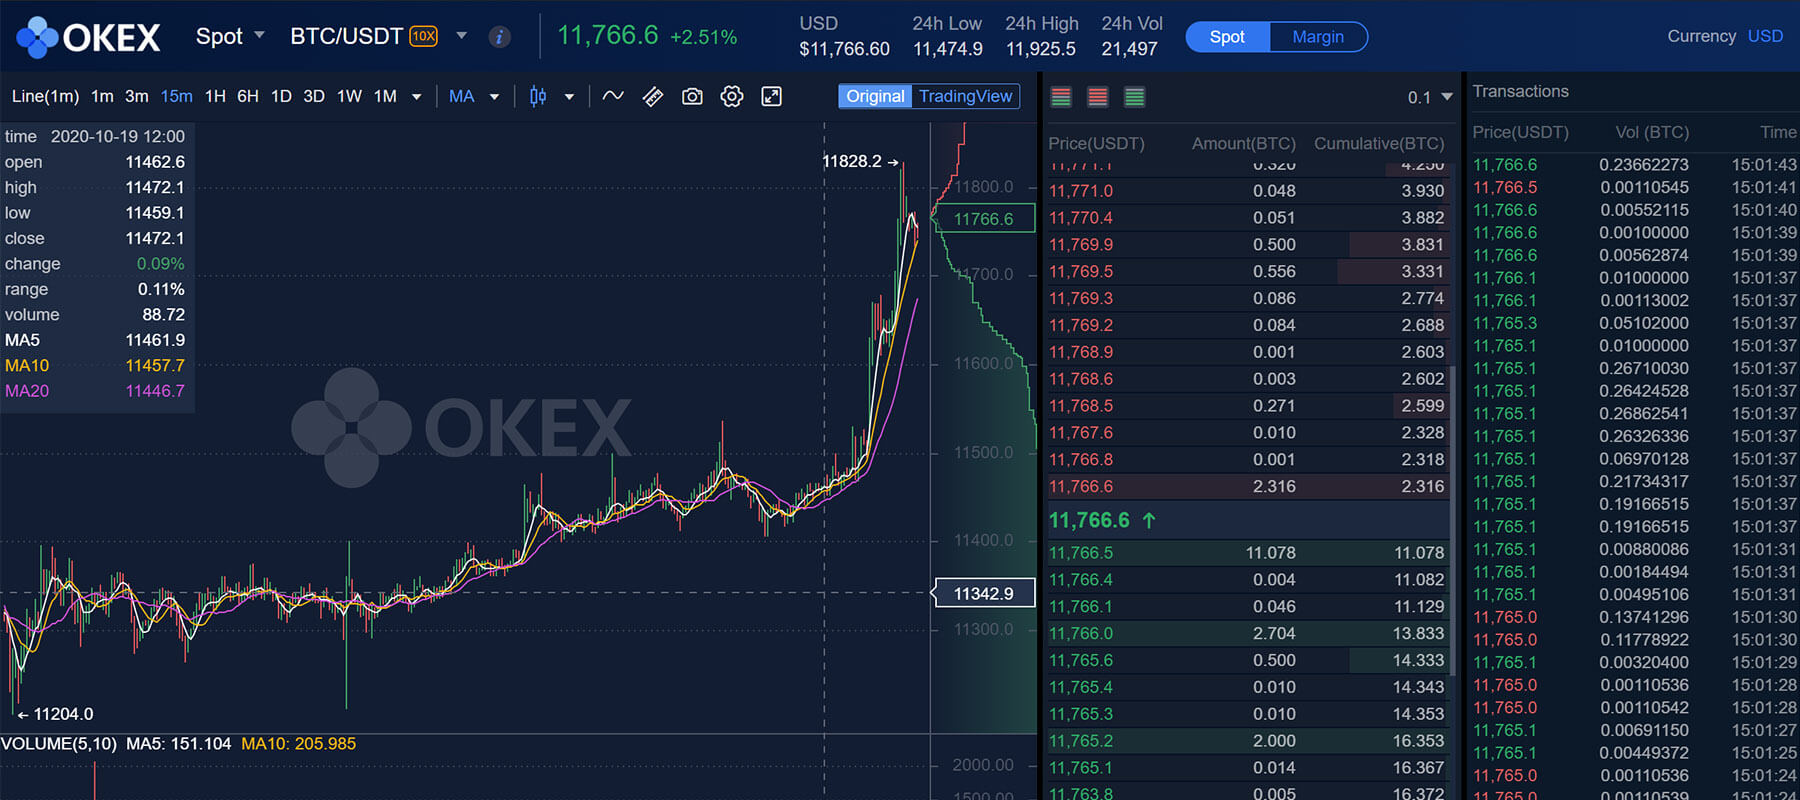 OKEX Spot BTC/USDT 10X i 11,766.6 +2.51% USD $11,766.60 24h Low 11,474.9 24h High 11,925.5 24h Vol 21,497 Spot Margin Currency USD
Line(1m) 1m 3m 15m 1H 6H 1D 3D 1W 1M MA Original TradingView
time 2020-10-19 12:00
open 11462.6
high 11472.1
low 11459.1
close 11472.1
change 0.09%
range 0.11%
volume 88.72
MA5 11461.9
MA10 11457.7
MA20 11446.7
11828.2 →
OKEX
← 11204.0
11800.0
11766.6
11700.0
11600.0
11500.0
11400.0
11342.9
11300.0
VOLUME(5,10) MA5: 151.104 MA10: 205.985
2000.00
1500.00
0.1
Price(USDT) Amount(BTC) Cumulative(BTC)
11,771.1 0.320 4.250
11,771.0 0.048 3.930
11,770.4 0.051 3.882
11,769.9 0.500 3.831
11,769.5 0.556 3.331
11,769.3 0.086 2.774
11,769.2 0.084 2.688
11,768.9 0.001 2.603
11,768.6 0.003 2.602
11,768.5 0.271 2.599
11,767.6 0.010 2.328
11,766.8 0.001 2.318
11,766.6 2.316 2.316
11,766.6 ↑
11,766.5 11.078 11.078
11,766.4 0.004 11.082
11,766.1 0.046 11.129
11,766.0 2.704 13.833
11,765.6 0.500 14.333
11,765.4 0.010 14.343
11,765.3 0.010 14.353
11,765.2 2.000 16.353
11,765.1 0.014 16.367
11,763.8 0.005 16.372
Transactions
Price(USDT) Vol (BTC) Time
11,766.6 0.23662273 15:01:43
11,766.5 0.00110545 15:01:41
11,766.6 0.00552115 15:01:40
11,766.6 0.00100000 15:01:39
11,766.6 0.00562874 15:01:39
11,766.1 0.01000000 15:01:37
11,766.1 0.00113002 15:01:37
11,765.3 0.05102000 15:01:37
11,765.1 0.01000000 15:01:37
11,765.1 0.26710030 15:01:37
11,765.1 0.26424528 15:01:37
11,765.1 0.26862541 15:01:37
11,765.1 0.26326336 15:01:37
11,765.1 0.06970128 15:01:37
11,765.1 0.21734317 15:01:37
11,765.1 0.19166515 15:01:37
11,765.1 0.19166515 15:01:37
11,765.1 0.00880086 15:01:31
11,765.1 0.00184494 15:01:31
11,765.1 0.00495106 15:01:31
11,765.0 0.13741296 15:01:30
11,765.0 0.11778922 15:01:30
11,765.1 0.00320400 15:01:29
11,765.0 0.00110536 15:01:28
11,765.0 0.00110542 15:01:28
11,765.1 0.00691150 15:01:27
11,765.1 0.00449372 15:01:25
11,765.0 0.00110536 15:01:24
11,765.0 0.00110539 15:01:24